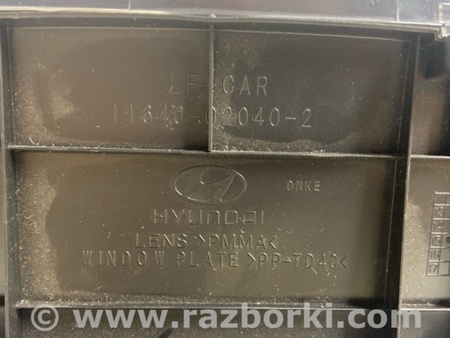 LF CAR
11640-02040-2
ONKE
HYUNDAI
LENS >PMMA<
WINDOW PLATE >PP-TD40<
www.razborki.com